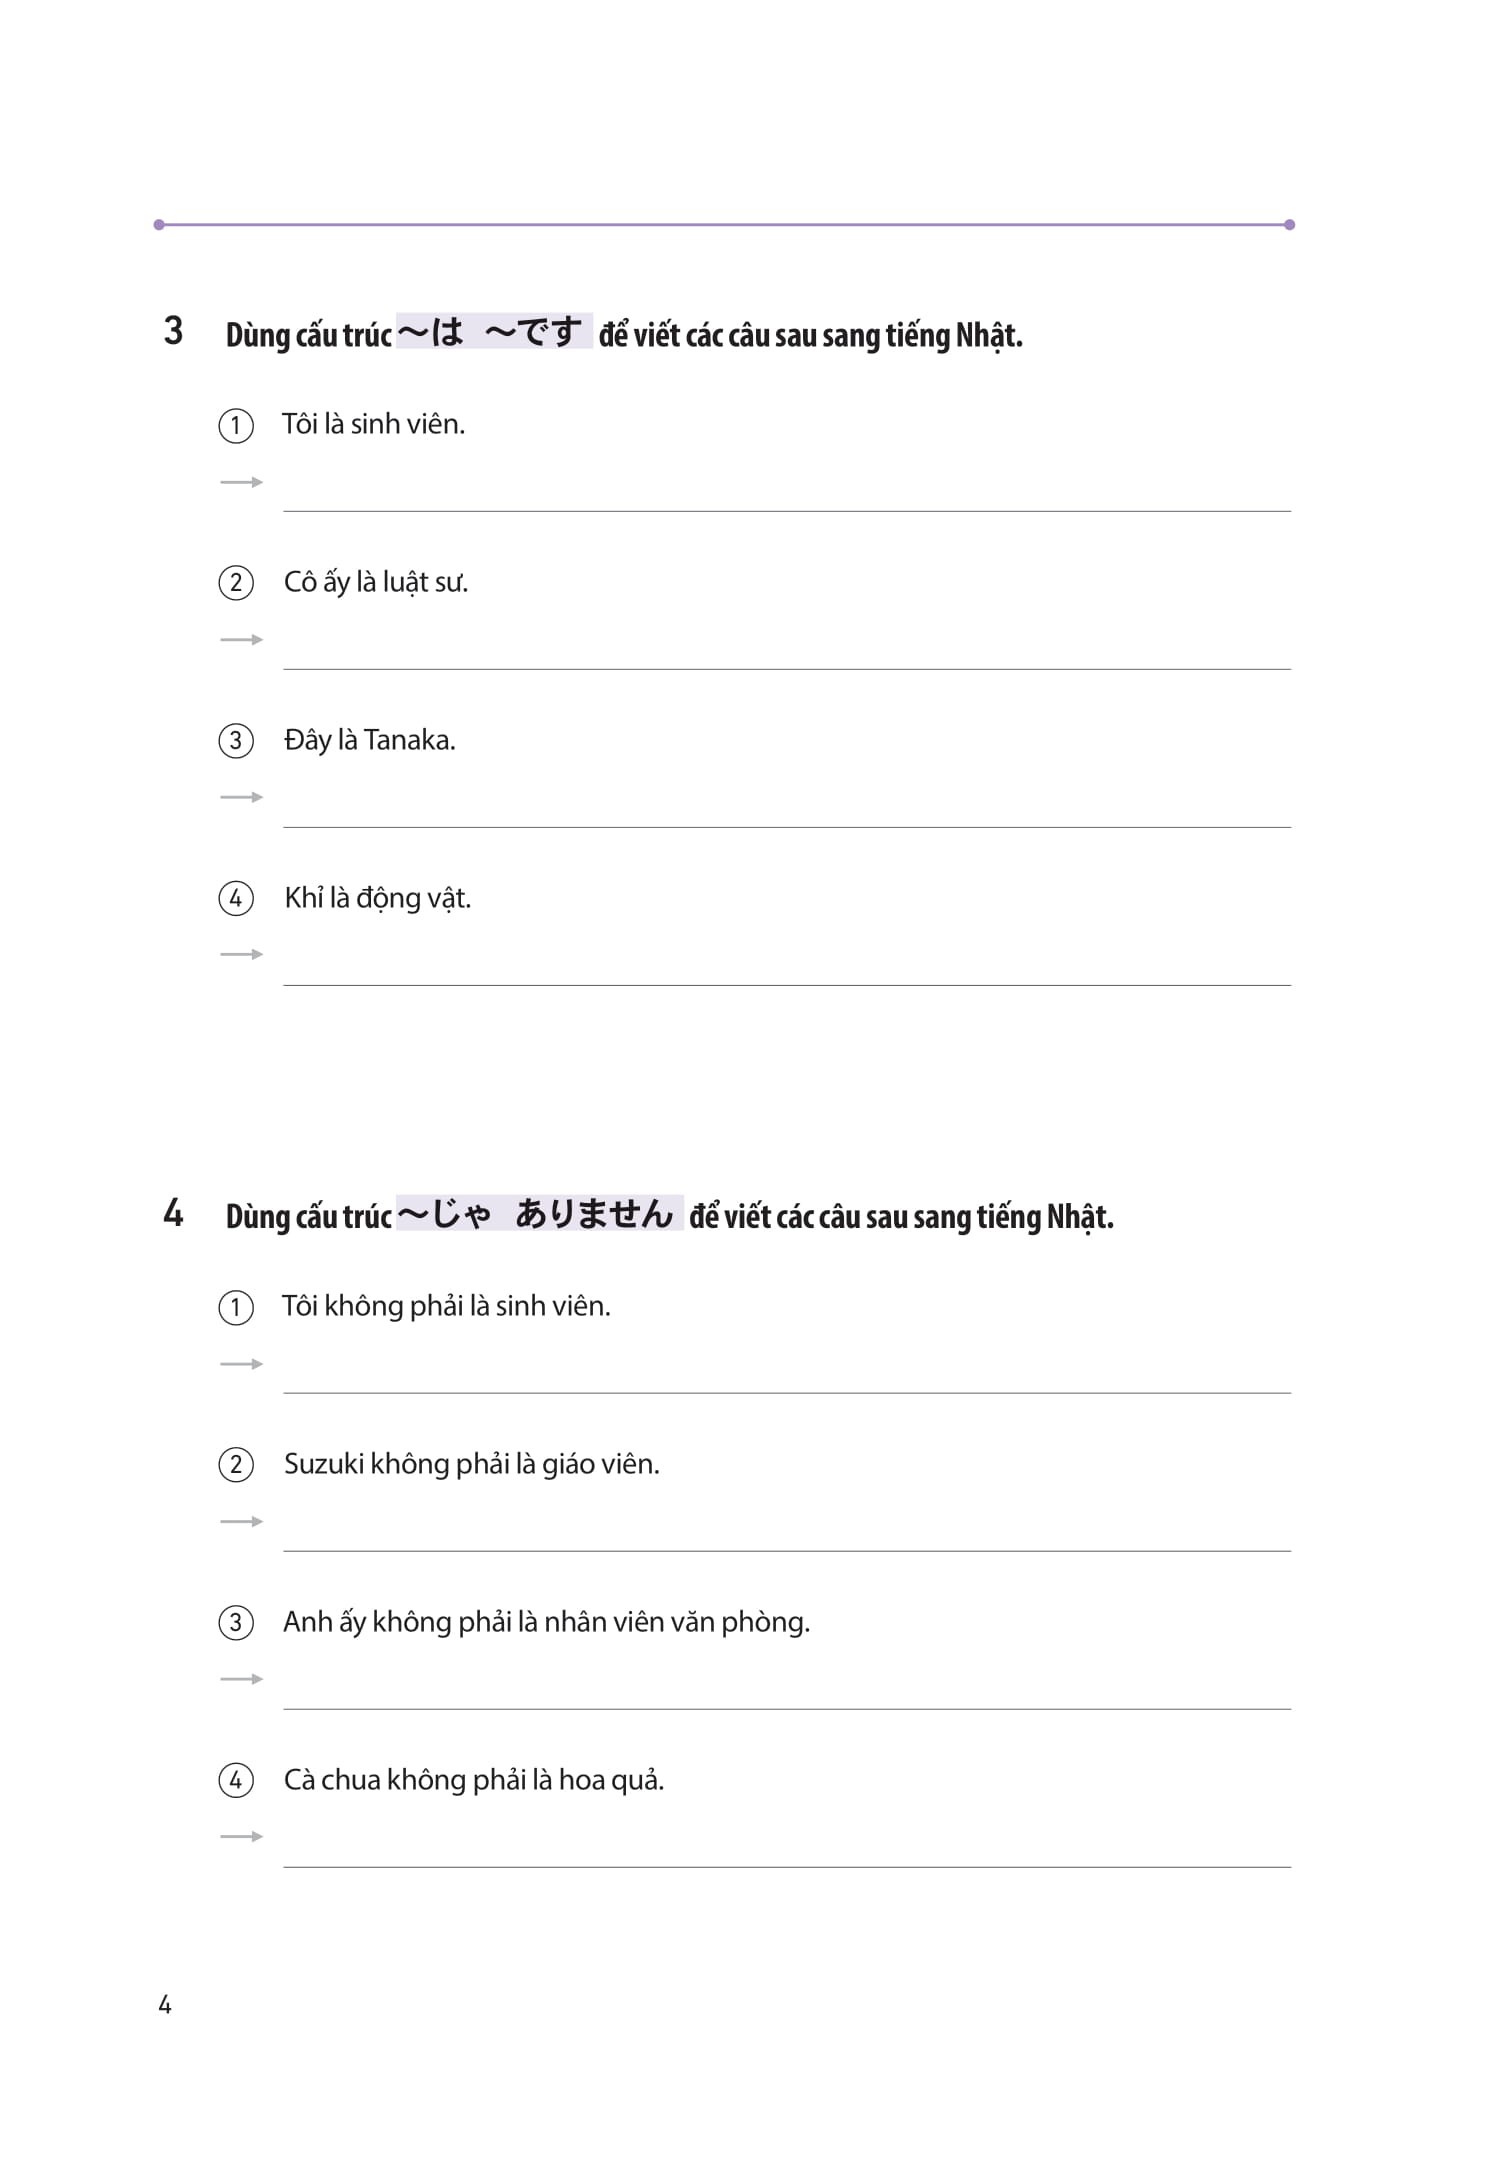 3 Dùng cấu trúc ～は ～です để viết các câu sau sang tiếng Nhật.
① Tôi là sinh viên.
② Cô ấy là luật sư.
③ Đây là Tanaka.
④ Khỉ là động vật.
4 Dùng cấu trúc ～じゃ ありません để viết các câu sau sang tiếng Nhật.
① Tôi không phải là sinh viên.
② Suzuki không phải là giáo viên.
③ Anh ấy không phải là nhân viên văn phòng.
④ Cà chua không phải là hoa quả.
4